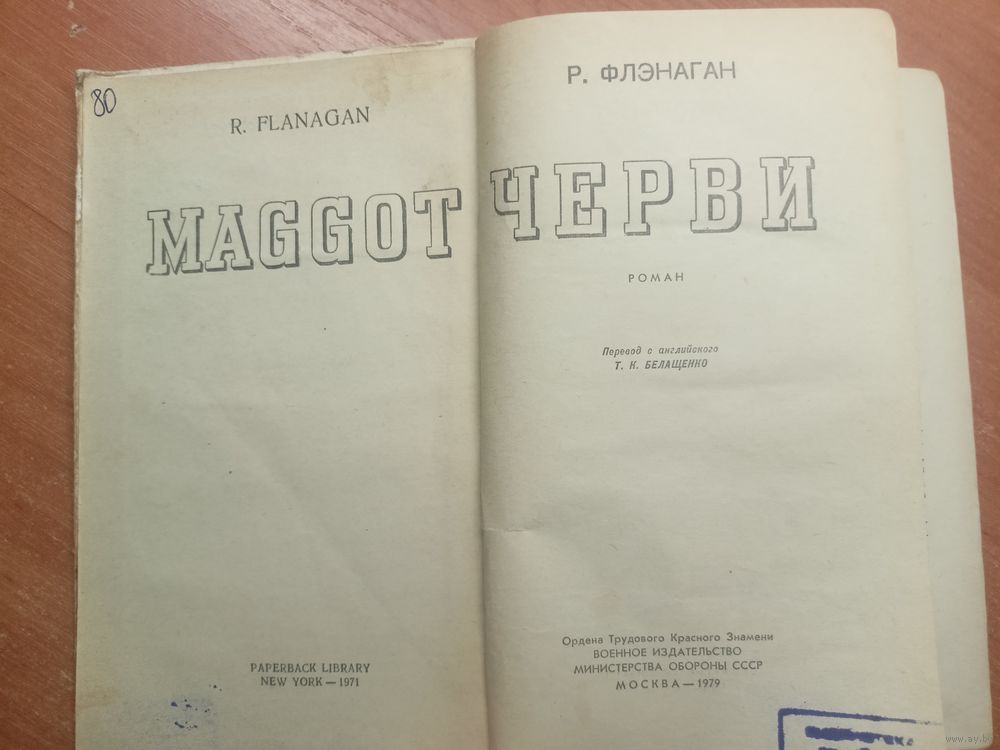 80
R. FLANAGAN
MAGGOT
PAPERBACK LIBRARY
NEW YORK — 1971
Р. ФЛЭНАГАН
ЧЕРВИ
РОМАН
Перевод с английского
Т. К. БЕЛАЩЕНКО
Ордена Трудового Красного Знамени
ВОЕННОЕ ИЗДАТЕЛЬСТВО
МИНИСТЕРСТВА ОБОРОНЫ СССР
МОСКВА — 1979